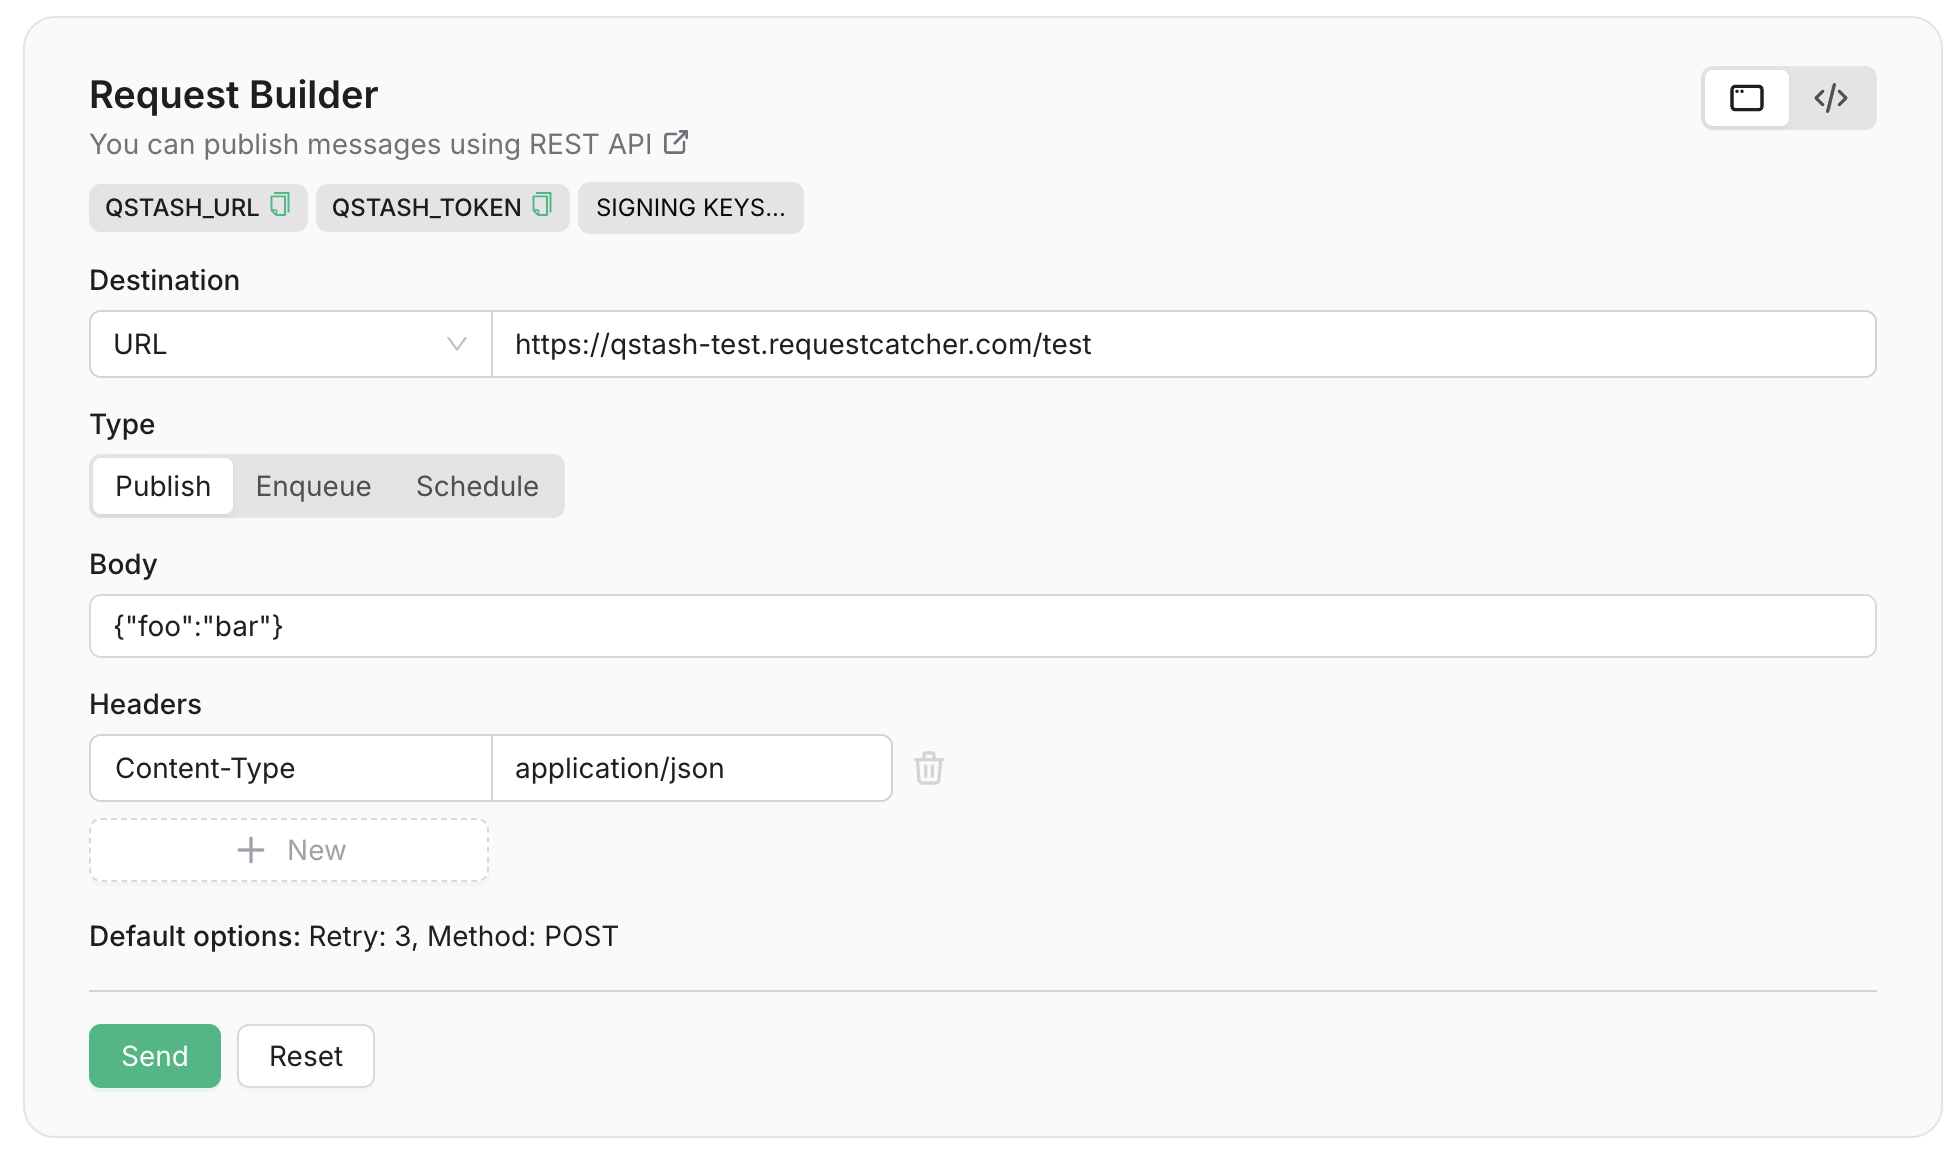 Request Builder
You can publish messages using REST API
QSTASH_URL QSTASH_TOKEN SIGNING KEYS...
Destination
URL https://qstash-test.requestcatcher.com/test
Type
Publish Enqueue Schedule
Body
{"foo":"bar"}
Headers
Content-Type application/json
New
Default options: Retry: 3, Method: POST
Send Reset